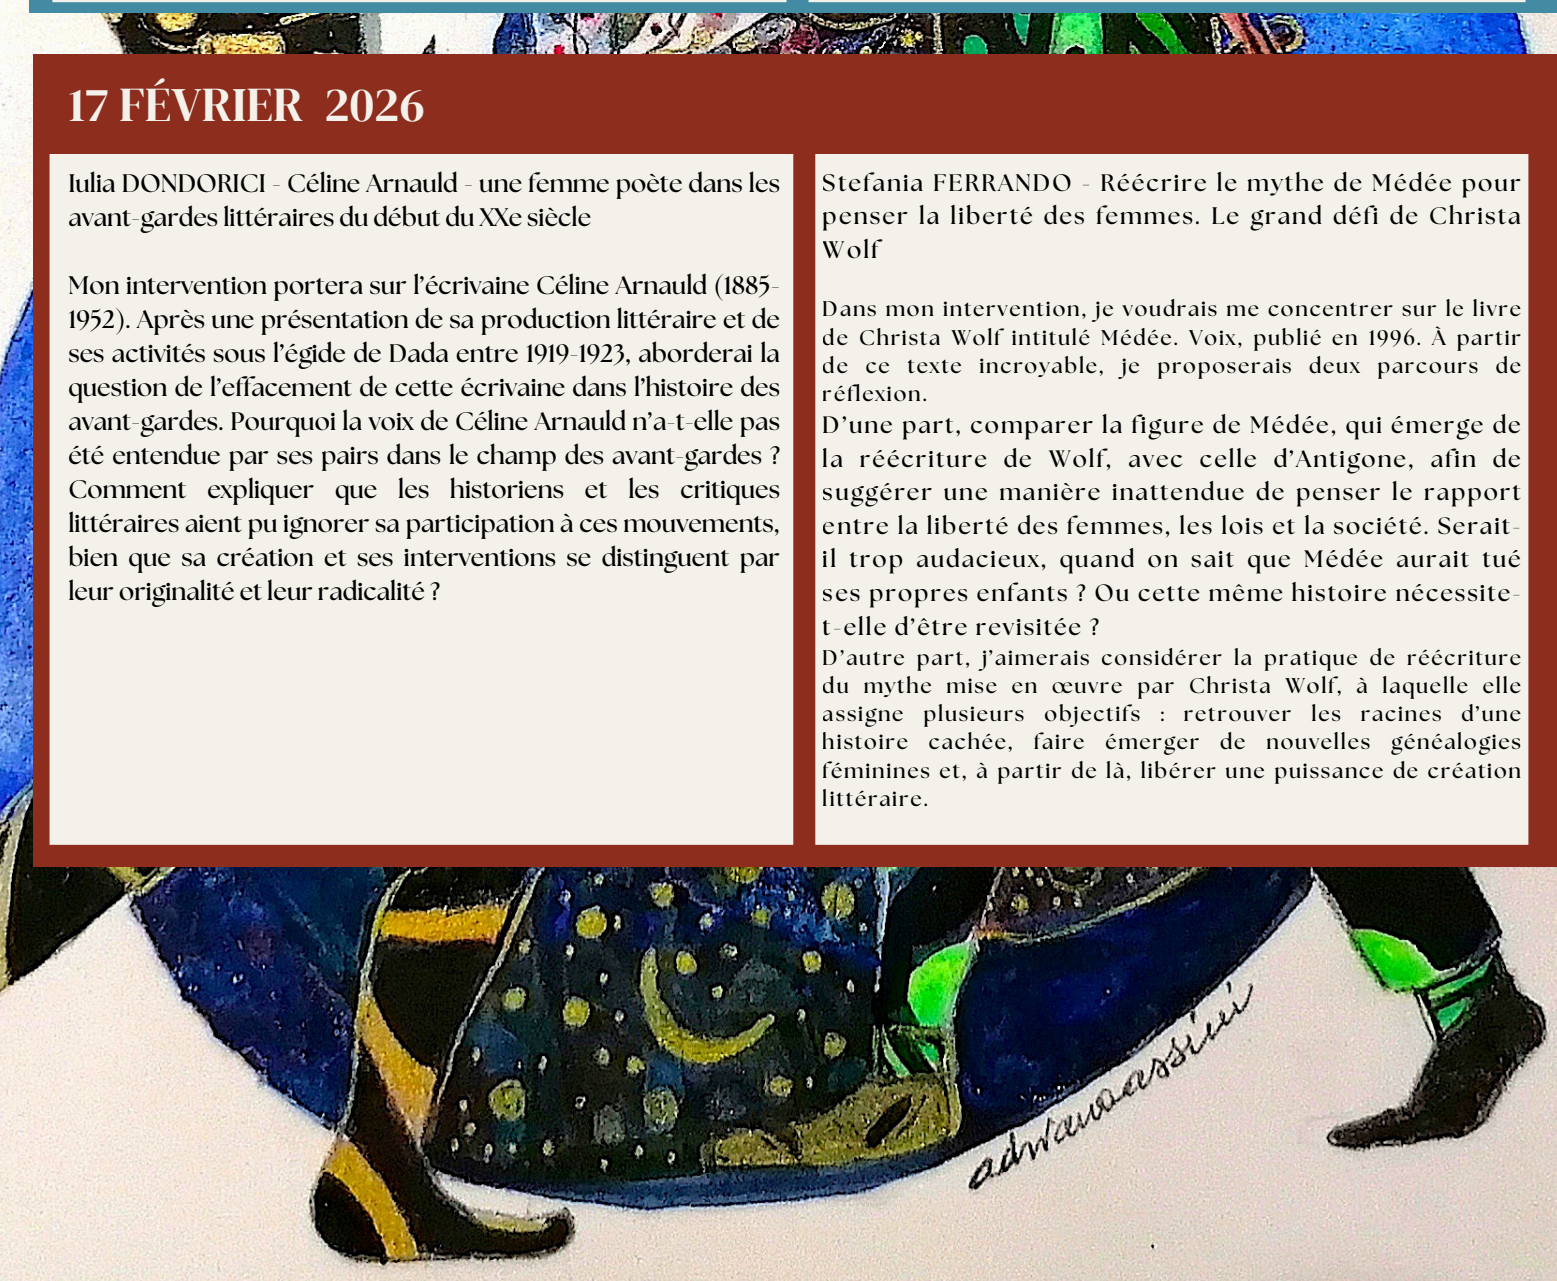 17 FÉVRIER 2026
Iulia DONDORICI - Céline Arnauld - une femme poète dans les
avant-gardes littéraires du début du XXe siècle
Mon intervention portera sur l'écrivaine Céline Arnauld (1885-
1952). Après une présentation de sa production littéraire et de
ses activités sous l'égide de Dada entre 1919-1923, aborderai la
question de l'effacement de cette écrivaine dans l'histoire des
avant-gardes. Pourquoi la voix de Céline Arnauld n'a-t-elle pas
été entendue par ses pairs dans le champ des avant-gardes ?
Comment expliquer que les historiens et les critiques
littéraires aient pu ignorer sa participation à ces mouvements,
bien que sa création et ses interventions se distinguent par
leur originalité et leur radicalité ?
Stefania FERRANDO - Réécrire le mythe de Médée pour
penser la liberté des femmes. Le grand défi de Christa
Wolf
Dans mon intervention, je voudrais me concentrer sur le livre
de Christa Wolf intitulé Médée. Voix, publié en 1996. À partir
de ce texte incroyable, je proposerais deux parcours de
réflexion.
D'une part, comparer la figure de Médée, qui émerge de
la réécriture de Wolf, avec celle d'Antigone, afin de
suggérer une manière inattendue de penser le rapport
entre la liberté des femmes, les lois et la société. Serait-
il trop audacieux, quand on sait que Médée aurait tué
ses propres enfants ? Ou cette même histoire nécessite-
t-elle d'être revisitée ?
D'autre part, j'aimerais considérer la pratique de réécriture
du mythe mise en œuvre par Christa Wolf, à laquelle elle
assigne plusieurs objectifs : retrouver les racines d'une
histoire cachée, faire émerger de nouvelles généalogies
féminines et, à partir de là, libérer une puissance de création
littéraire.